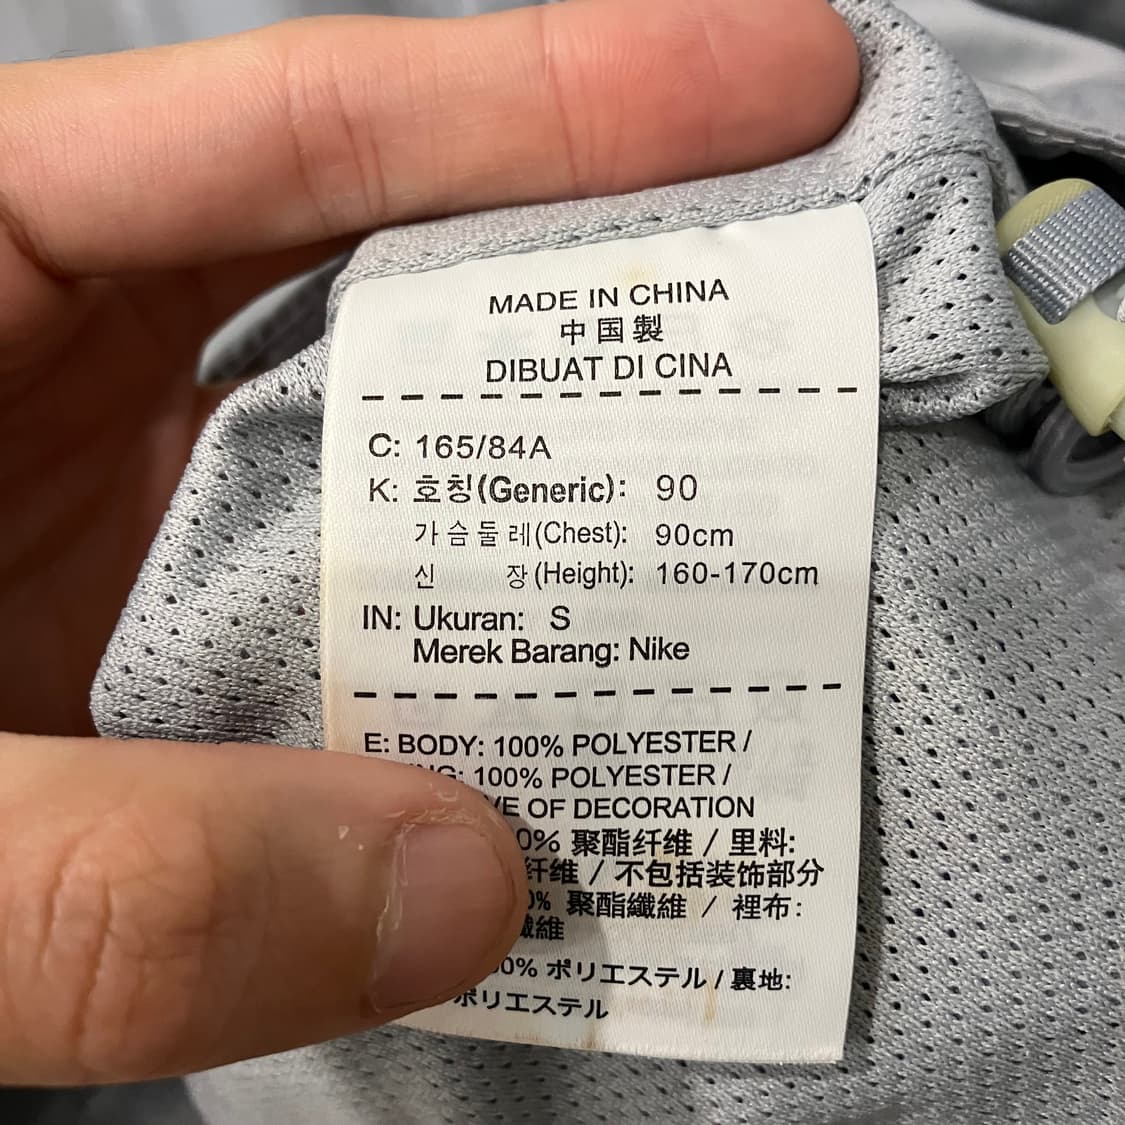 MADE IN CHINA
中国製
DIBUAT DI CINA
C: 165/84A
K: 호칭(Generic): 90
가슴둘레(Chest): 90cm
신 장(Height): 160-170cm
IN: Ukuran: S
Merek Barang: Nike
E: BODY: 100% POLYESTER /
100% POLYESTER /
OF DECORATION
聚酯纤维 / 里料:
纤维 / 不包括装饰部分
聚酯纖維 / 裡布:
纖維
ポリエステル / 裏地:
ポリエステル